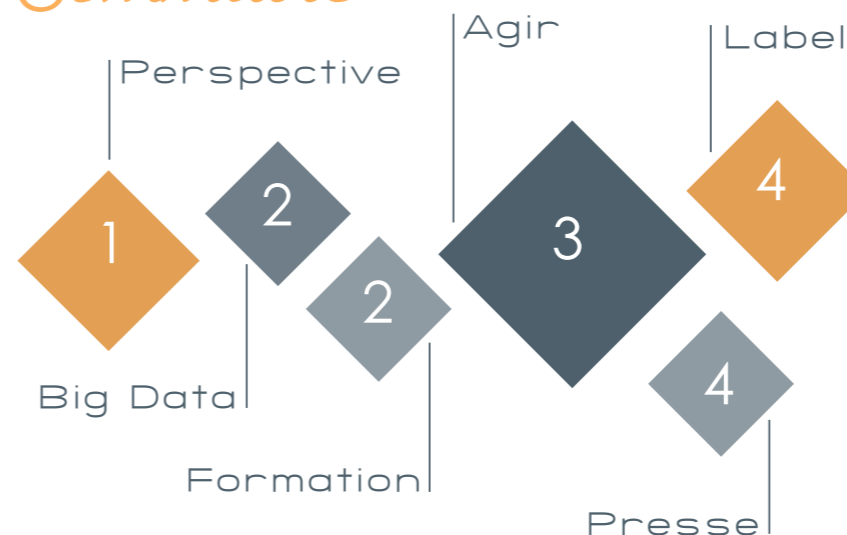 Agir
Label
Perspective
1
2
2
3
4
4
Big Data
Formation
Presse